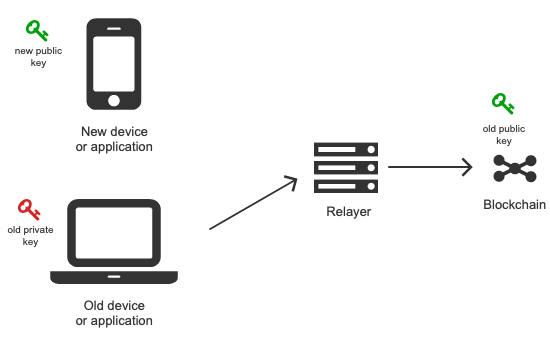 new public
key
New device
or application
old private
key
Old device
or application
Relayer
old public
key
Blockchain